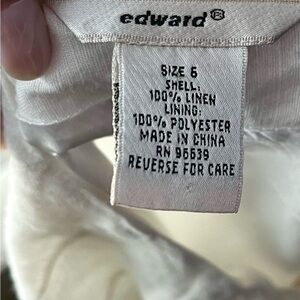 edward®
SIZE 6
SHELL:
100% LINEN
LINING:
100% POLYESTER
MADE IN CHINA
RN 96639
REVERSE FOR CARE